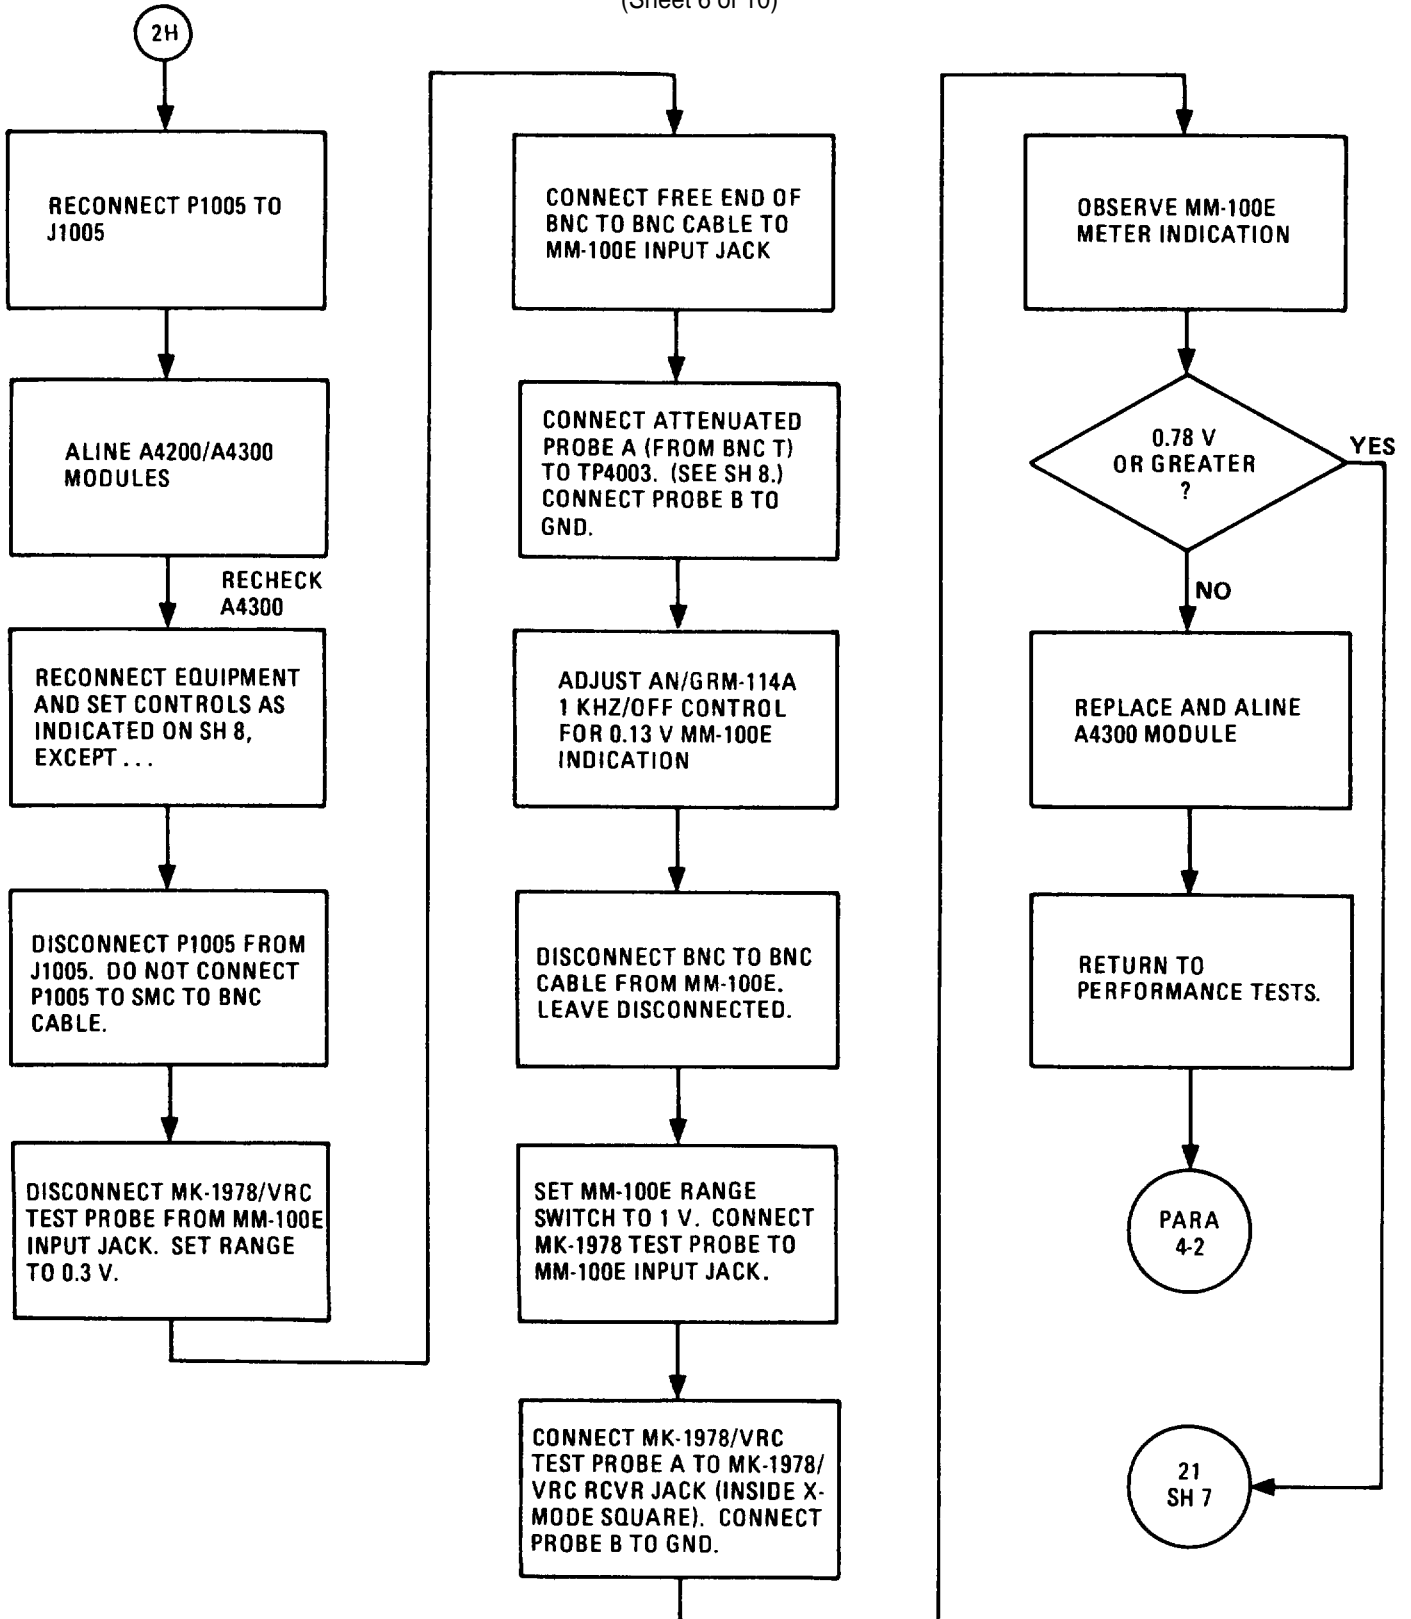 (Sheet 6 of 10)
2H
RECONNECT P1005 TO
J1005
ALINE A4200/A4300
MODULES
RECHECK
A4300
RECONNECT EQUIPMENT
AND SET CONTROLS AS
INDICATED ON SH 8,
EXCEPT ...
DISCONNECT P1005 FROM
J1005. DO NOT CONNECT
P1005 TO SMC TO BNC
CABLE.
DISCONNECT MK-1978/VRC
TEST PROBE FROM MM-100E
INPUT JACK. SET RANGE
TO 0.3 V.
CONNECT FREE END OF
BNC TO BNC CABLE TO
MM-100E INPUT JACK
CONNECT ATTENUATED
PROBE A (FROM BNC T)
TO TP4003. (SEE SH 8.)
CONNECT PROBE B TO
GND.
ADJUST AN/GRM-114A
1 KHZ/OFF CONTROL
FOR 0.13 V MM-100E
INDICATION
DISCONNECT BNC TO BNC
CABLE FROM MM-100E.
LEAVE DISCONNECTED.
SET MM-100E RANGE
SWITCH TO 1 V. CONNECT
MK-1978 TEST PROBE TO
MM-100E INPUT JACK.
CONNECT MK-1978/VRC
TEST PROBE A TO MK-1978/
VRC RCVR JACK (INSIDE X-
MODE SQUARE). CONNECT
PROBE B TO GND.
OBSERVE MM-100E
METER INDICATION
0.78 V
OR GREATER
?
YES
NO
REPLACE AND ALINE
A4300 MODULE
RETURN TO
PERFORMANCE TESTS.
PARA
4-2
21
SH 7